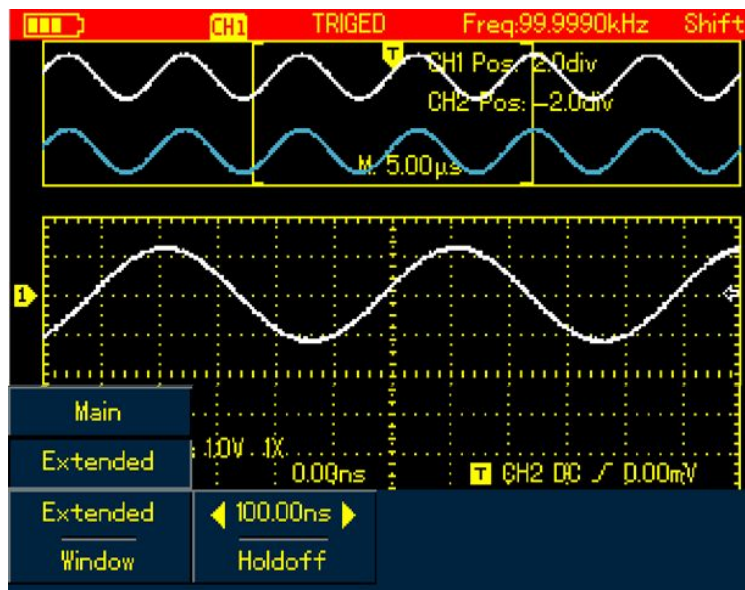 CH1 TRIGED Freq:99.9990kHz Shift
T
CH1 Pos: 2.0div
CH2 Pos: -2.0div
M: 5.00μs
1
Main
Extended
: 1.0V 1X
0.00ns T CH2 DC 0.00mV
Extended
Window
100.00ns
Holdoff